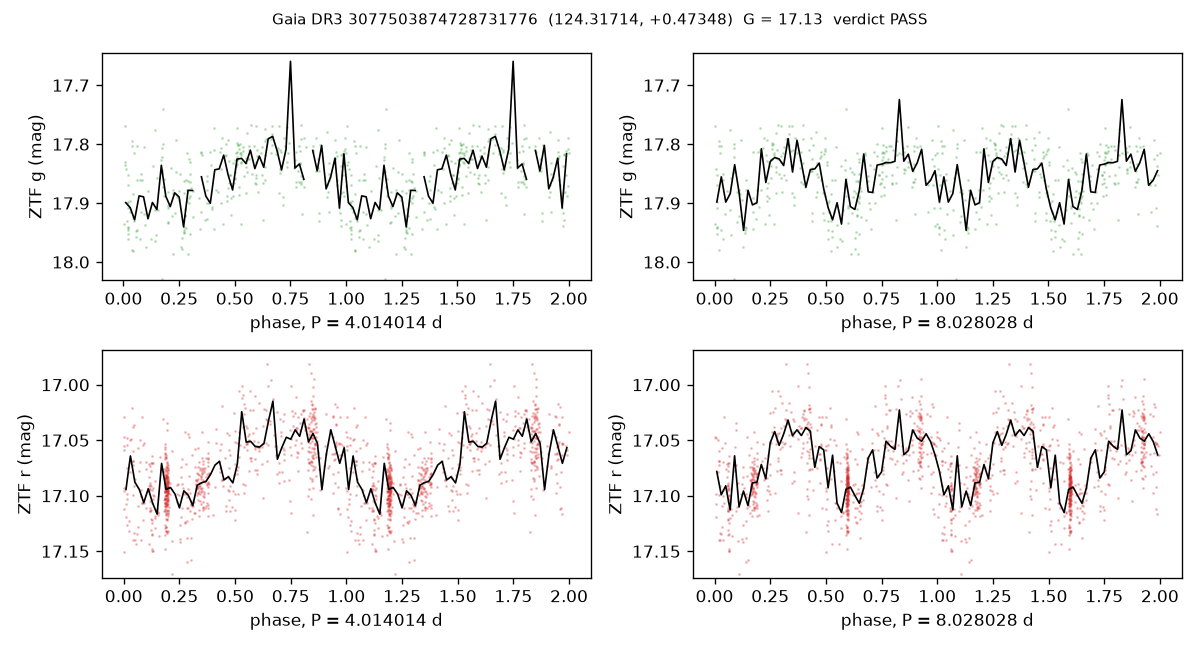 Gaia DR3 3077503874728731776 (124.31714, +0.47348) G = 17.13 verdict PASS
ZTF g (mag)
17.7
17.8
17.9
18.0
0.00 0.25 0.50 0.75 1.00 1.25 1.50 1.75 2.00
phase, P = 4.014014 d
ZTF g (mag)
17.7
17.8
17.9
18.0
0.00 0.25 0.50 0.75 1.00 1.25 1.50 1.75 2.00
phase, P = 8.028028 d
ZTF r (mag)
17.00
17.05
17.10
17.15
0.00 0.25 0.50 0.75 1.00 1.25 1.50 1.75 2.00
phase, P = 4.014014 d
ZTF r (mag)
17.00
17.05
17.10
17.15
0.00 0.25 0.50 0.75 1.00 1.25 1.50 1.75 2.00
phase, P = 8.028028 d